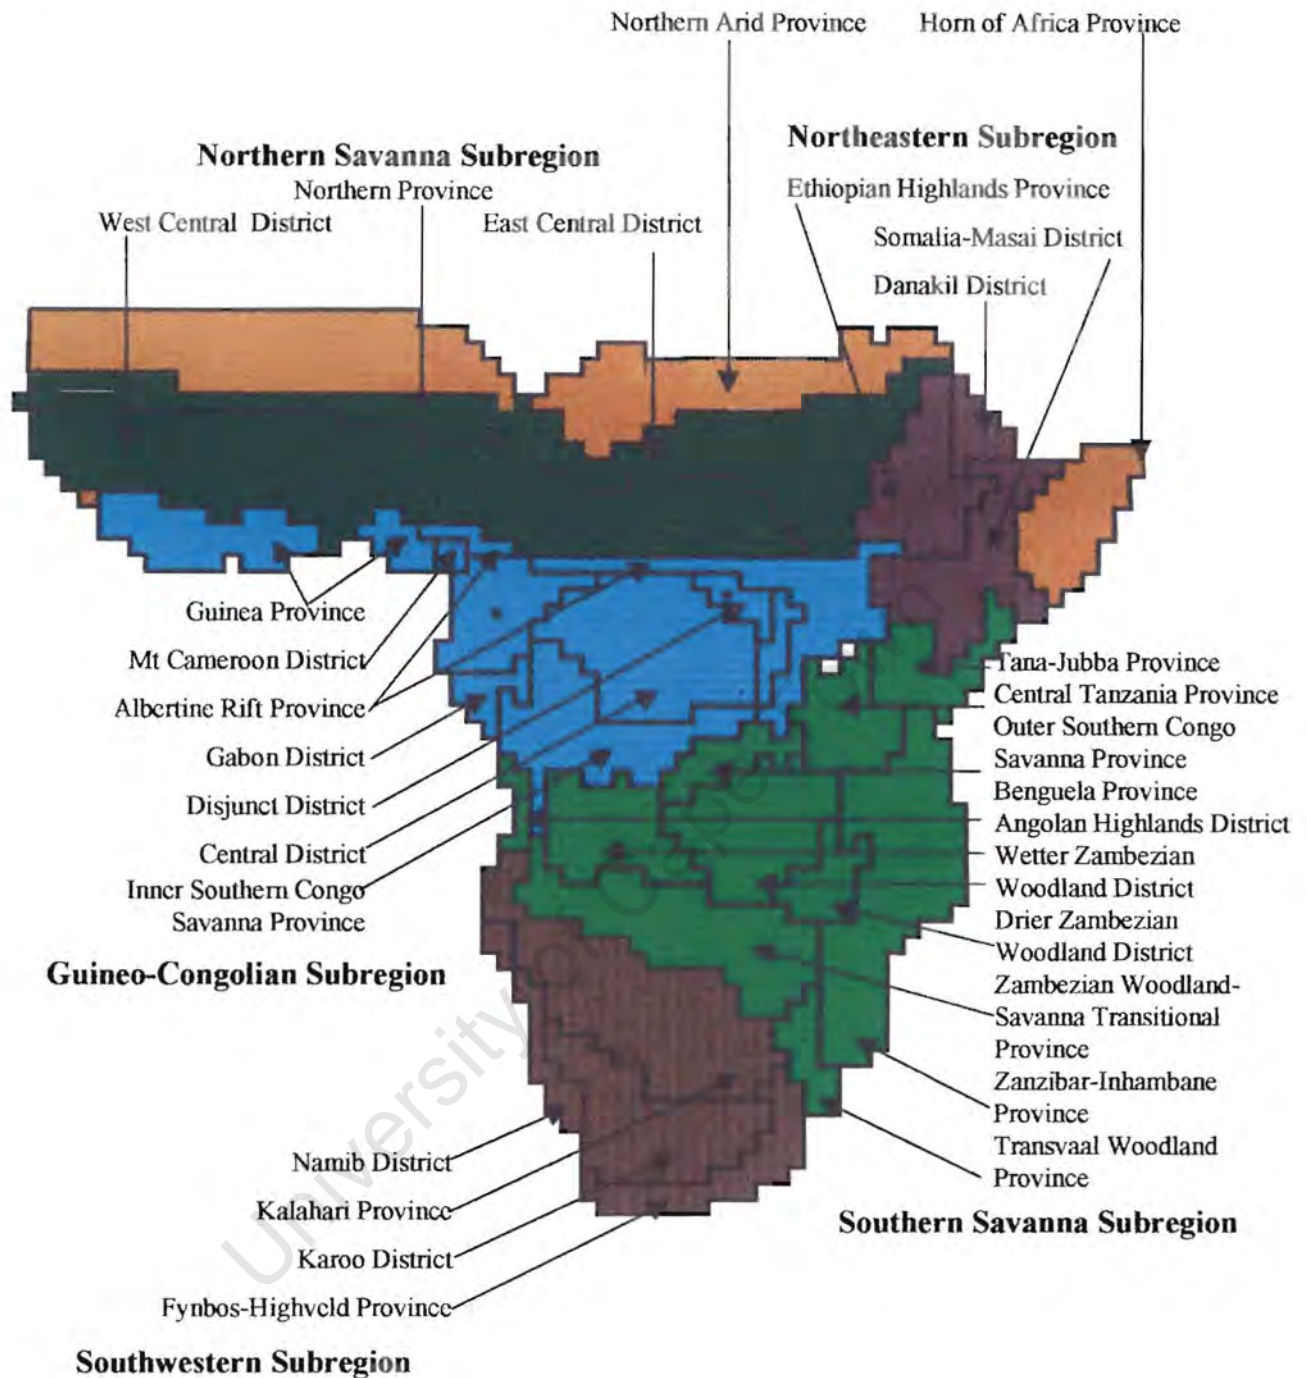 Northern Arid Province
Horn of Africa Province
Northern Savanna Subregion
Northeastern Subregion
Northern Province
Ethiopian Highlands Province
West Central District
East Central District
Somalia-Masai District
Danakil District
Guinea Province
Mt Cameroon District
Albertine Rift Province
Gabon District
Disjunct District
Central District
Inner Southern Congo
Savanna Province
Guineo-Congolian Subregion
Tana-Jubba Province
Central Tanzania Province
Outer Southern Congo
Savanna Province
Benguela Province
Angolan Highlands District
Wetter Zambezian
Woodland District
Drier Zambezian
Woodland District
Zambezian Woodland-
Savanna Transitional
Province
Zanzibar-Inhambane
Province
Transvaal Woodland
Province
Southern Savanna Subregion
Namib District
Kalahari Province
Karoo District
Fynbos-Highveld Province
Southwestern Subregion
University of Cape Town